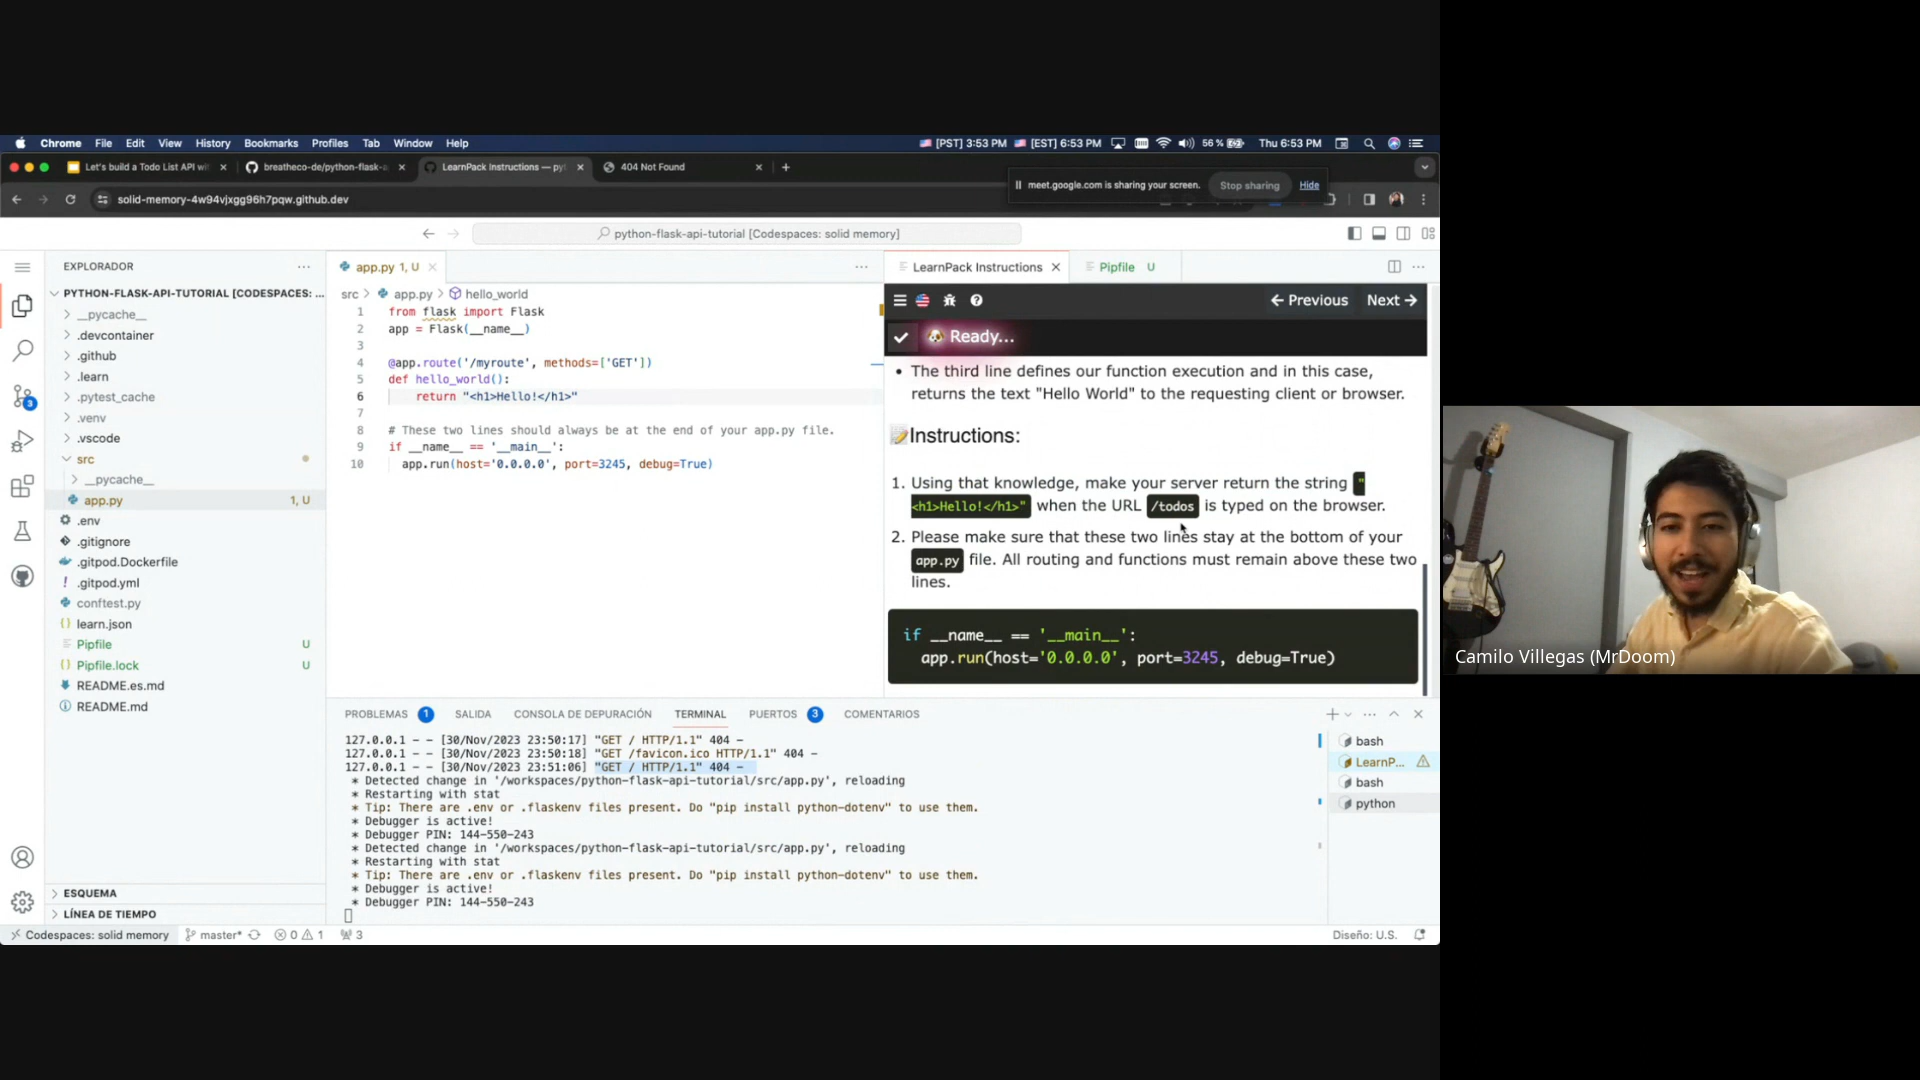 Chrome File Edit View History Bookmarks Profiles Tab Window Help
[PST] 3:53 PM [EST] 6:53 PM 56% Thu 6:53 PM
Let's build a Todo List API wi
breatheco-de/python-flask-a
LearnPack Instructions — pyt
404 Not Found
solid-memory-4w94vjxgg96h7pqw.github.dev
meet.google.com is sharing your screen. Stop sharing Hide
python-flask-api-tutorial [Codespaces: solid memory]
EXPLORADOR
PYTHON-FLASK-API-TUTORIAL [CODESPACES: ...
__pycache__
.devcontainer
.github
.learn
.pytest_cache
.venv
.vscode
src
__pycache__
app.py 1, U
.env
.gitignore
.gitpod.Dockerfile
.gitpod.yml
conftest.py
learn.json
Pipfile U
Pipfile.lock U
README.es.md
README.md
ESQUEMA
LÍNEA DE TIEMPO
app.py 1, U
src > app.py > hello_world
1 from flask import Flask
2 app = Flask(__name__)
3
4 @app.route('/myroute', methods=['GET'])
5 def hello_world():
6 return "<h1>Hello!</h1>"
7
8 # These two lines should always be at the end of your app.py file.
9 if __name__ == '__main__':
10 app.run(host='0.0.0.0', port=3245, debug=True)
LearnPack Instructions
Pipfile U
Previous Next
Ready...
• The third line defines our function execution and in this case,
returns the text "Hello World" to the requesting client or browser.
Instructions:
1. Using that knowledge, make your server return the string "
<h1>Hello!</h1>" when the URL /todos is typed on the browser.
2. Please make sure that these two lines stay at the bottom of your
app.py file. All routing and functions must remain above these two
lines.
if __name__ == '__main__':
app.run(host='0.0.0.0', port=3245, debug=True)
PROBLEMAS 1 SALIDA CONSOLA DE DEPURACIÓN TERMINAL PUERTOS 3 COMENTARIOS
127.0.0.1 - - [30/Nov/2023 23:50:17] "GET / HTTP/1.1" 404 -
127.0.0.1 - - [30/Nov/2023 23:50:18] "GET /favicon.ico HTTP/1.1" 404 -
127.0.0.1 - - [30/Nov/2023 23:51:06] "GET / HTTP/1.1" 404 -
* Detected change in '/workspaces/python-flask-api-tutorial/src/app.py', reloading
* Restarting with stat
* Tip: There are .env or .flaskenv files present. Do "pip install python-dotenv" to use them.
* Debugger is active!
* Debugger PIN: 144-550-243
* Detected change in '/workspaces/python-flask-api-tutorial/src/app.py', reloading
* Restarting with stat
* Tip: There are .env or .flaskenv files present. Do "pip install python-dotenv" to use them.
* Debugger is active!
* Debugger PIN: 144-550-243
bash
LearnP...
bash
python
Codespaces: solid memory master* 0 1 3
Diseño: U.S.
3
Camilo Villegas (MrDoom)